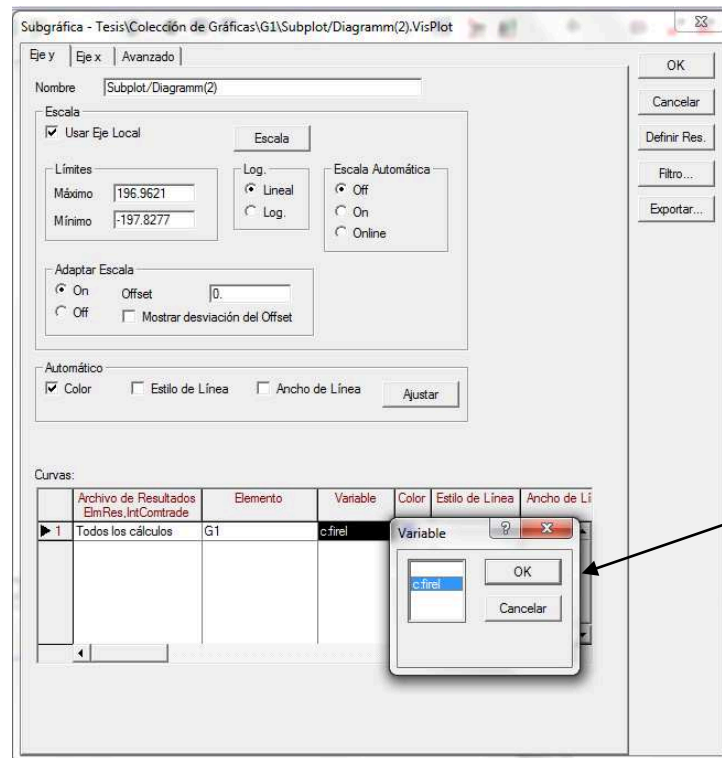 Subgráfica - Tesis\Colección de Gráficas\G1\Subplot/Diagramm(2).VisPlot
Eje y
Eje x
Avanzado
OK
Cancelar
Definir Res.
Filtro...
Exportar...
Nombre
Subplot/Diagramm(2)
Escala
Usar Eje Local
Escala
Límites
Máximo
196.9621
Mínimo
-197.8277
Log.
Lineal
Log.
Escala Automática
Off
On
Online
Adaptar Escala
On
Off
Offset
0.
Mostrar desviación del Offset
Automático
Color
Estilo de Línea
Ancho de Línea
Ajustar
Curvas:
Archivo de Resultados
ElmRes,IntComtrade
Elemento
Variable
Color
Estilo de Línea
Ancho de Lí
1
Todos los cálculos
G1
c:firel
Variable
c:firel
OK
Cancelar